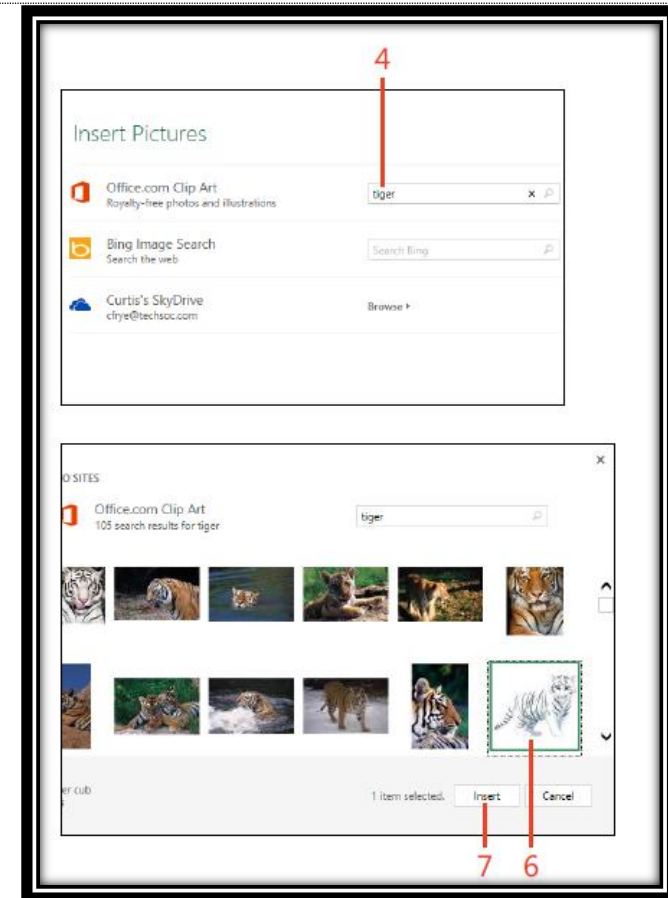 4
Insert Pictures
Office.com Clip Art
Royalty-free photos and illustrations
tiger x
Bing Image Search
Search the web
Search Bing
Curtis's SkyDrive
cfrye@techsoc.com
Browse
O SITES
Office.com Clip Art
105 search results for tiger
tiger
er cub
1 item selected.
Insert
Cancel
7
6